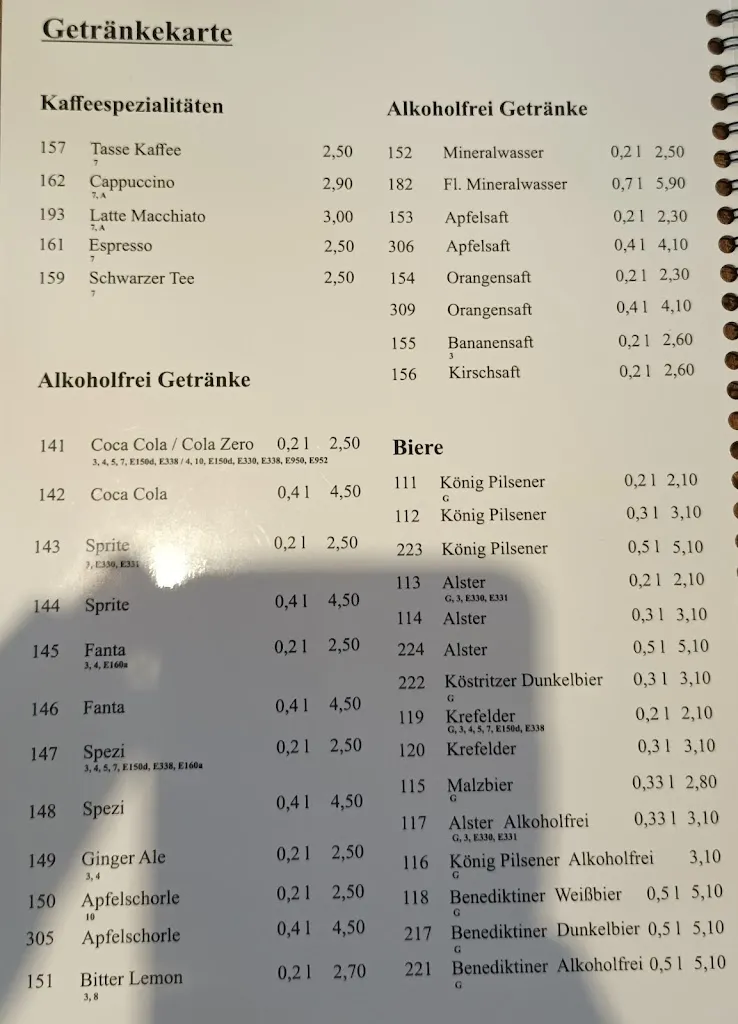 Getränkekarte
Kaffeespezialitäten
157 Tasse Kaffee 2,50
7
162 Cappuccino 2,90
7, A
193 Latte Macchiato 3,00
7, A
161 Espresso 2,50
7
159 Schwarzer Tee 2,50
7
Alkoholfrei Getränke
141 Coca Cola / Cola Zero 0,2 l 2,50
3, 4, 5, 7, E150d, E338 / 4, 10, E150d, E330, E338, E950, E952
142 Coca Cola 0,4 l 4,50
143 Sprite 0,2 l 2,50
3, E330, E331
144 Sprite 0,4 l 4,50
145 Fanta 0,2 l 2,50
3, 4, E160a
146 Fanta 0,4 l 4,50
147 Spezi 0,2 l 2,50
3, 4, 5, 7, E150d, E338, E160a
148 Spezi 0,4 l 4,50
149 Ginger Ale 0,2 l 2,50
3, 4
150 Apfelschorle 0,2 l 2,50
10
305 Apfelschorle 0,4 l 4,50
151 Bitter Lemon 0,2 l 2,70
3, 8
Alkoholfrei Getränke
152 Mineralwasser 0,2 l 2,50
182 Fl. Mineralwasser 0,7 l 5,90
153 Apfelsaft 0,2 l 2,30
306 Apfelsaft 0,4 l 4,10
154 Orangensaft 0,2 l 2,30
309 Orangensaft 0,4 l 4,10
155 Bananensaft 0,2 l 2,60
3
156 Kirschsaft 0,2 l 2,60
Biere
111 König Pilsener 0,2 l 2,10
G
112 König Pilsener 0,3 l 3,10
223 König Pilsener 0,5 l 5,10
113 Alster 0,2 l 2,10
G, 3, E330, E331
114 Alster 0,3 l 3,10
224 Alster 0,5 l 5,10
222 Köstritzer Dunkelbier 0,3 l 3,10
G
119 Krefelder 0,2 l 2,10
G, 3, 4, 5, 7, E150d, E338
120 Krefelder 0,3 l 3,10
115 Malzbier 0,33 l 2,80
G
117 Alster Alkoholfrei 0,33 l 3,10
G, 3, E330, E331
116 König Pilsener Alkoholfrei 3,10
G
118 Benediktiner Weißbier 0,5 l 5,10
G
217 Benediktiner Dunkelbier 0,5 l 5,10
G
221 Benediktiner Alkoholfrei 0,5 l 5,10
G